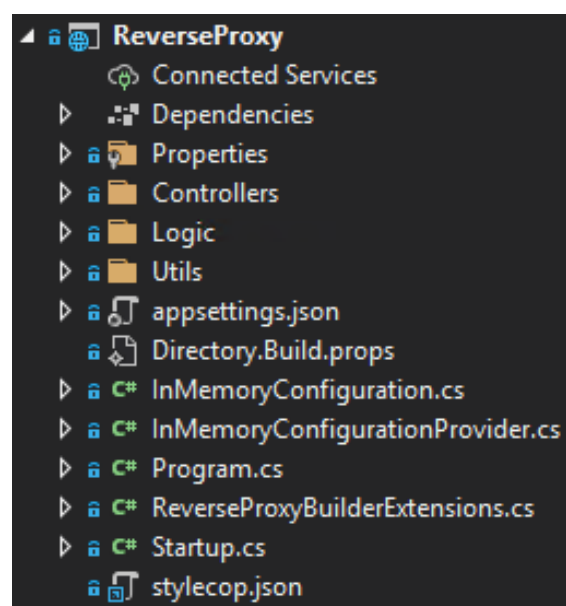 ReverseProxy
Connected Services
Dependencies
Properties
Controllers
Logic
Utils
appsettings.json
Directory.Build.props
C# InMemoryConfiguration.cs
C# InMemoryConfigurationProvider.cs
C# Program.cs
C# ReverseProxyBuilderExtensions.cs
C# Startup.cs
stylecop.json